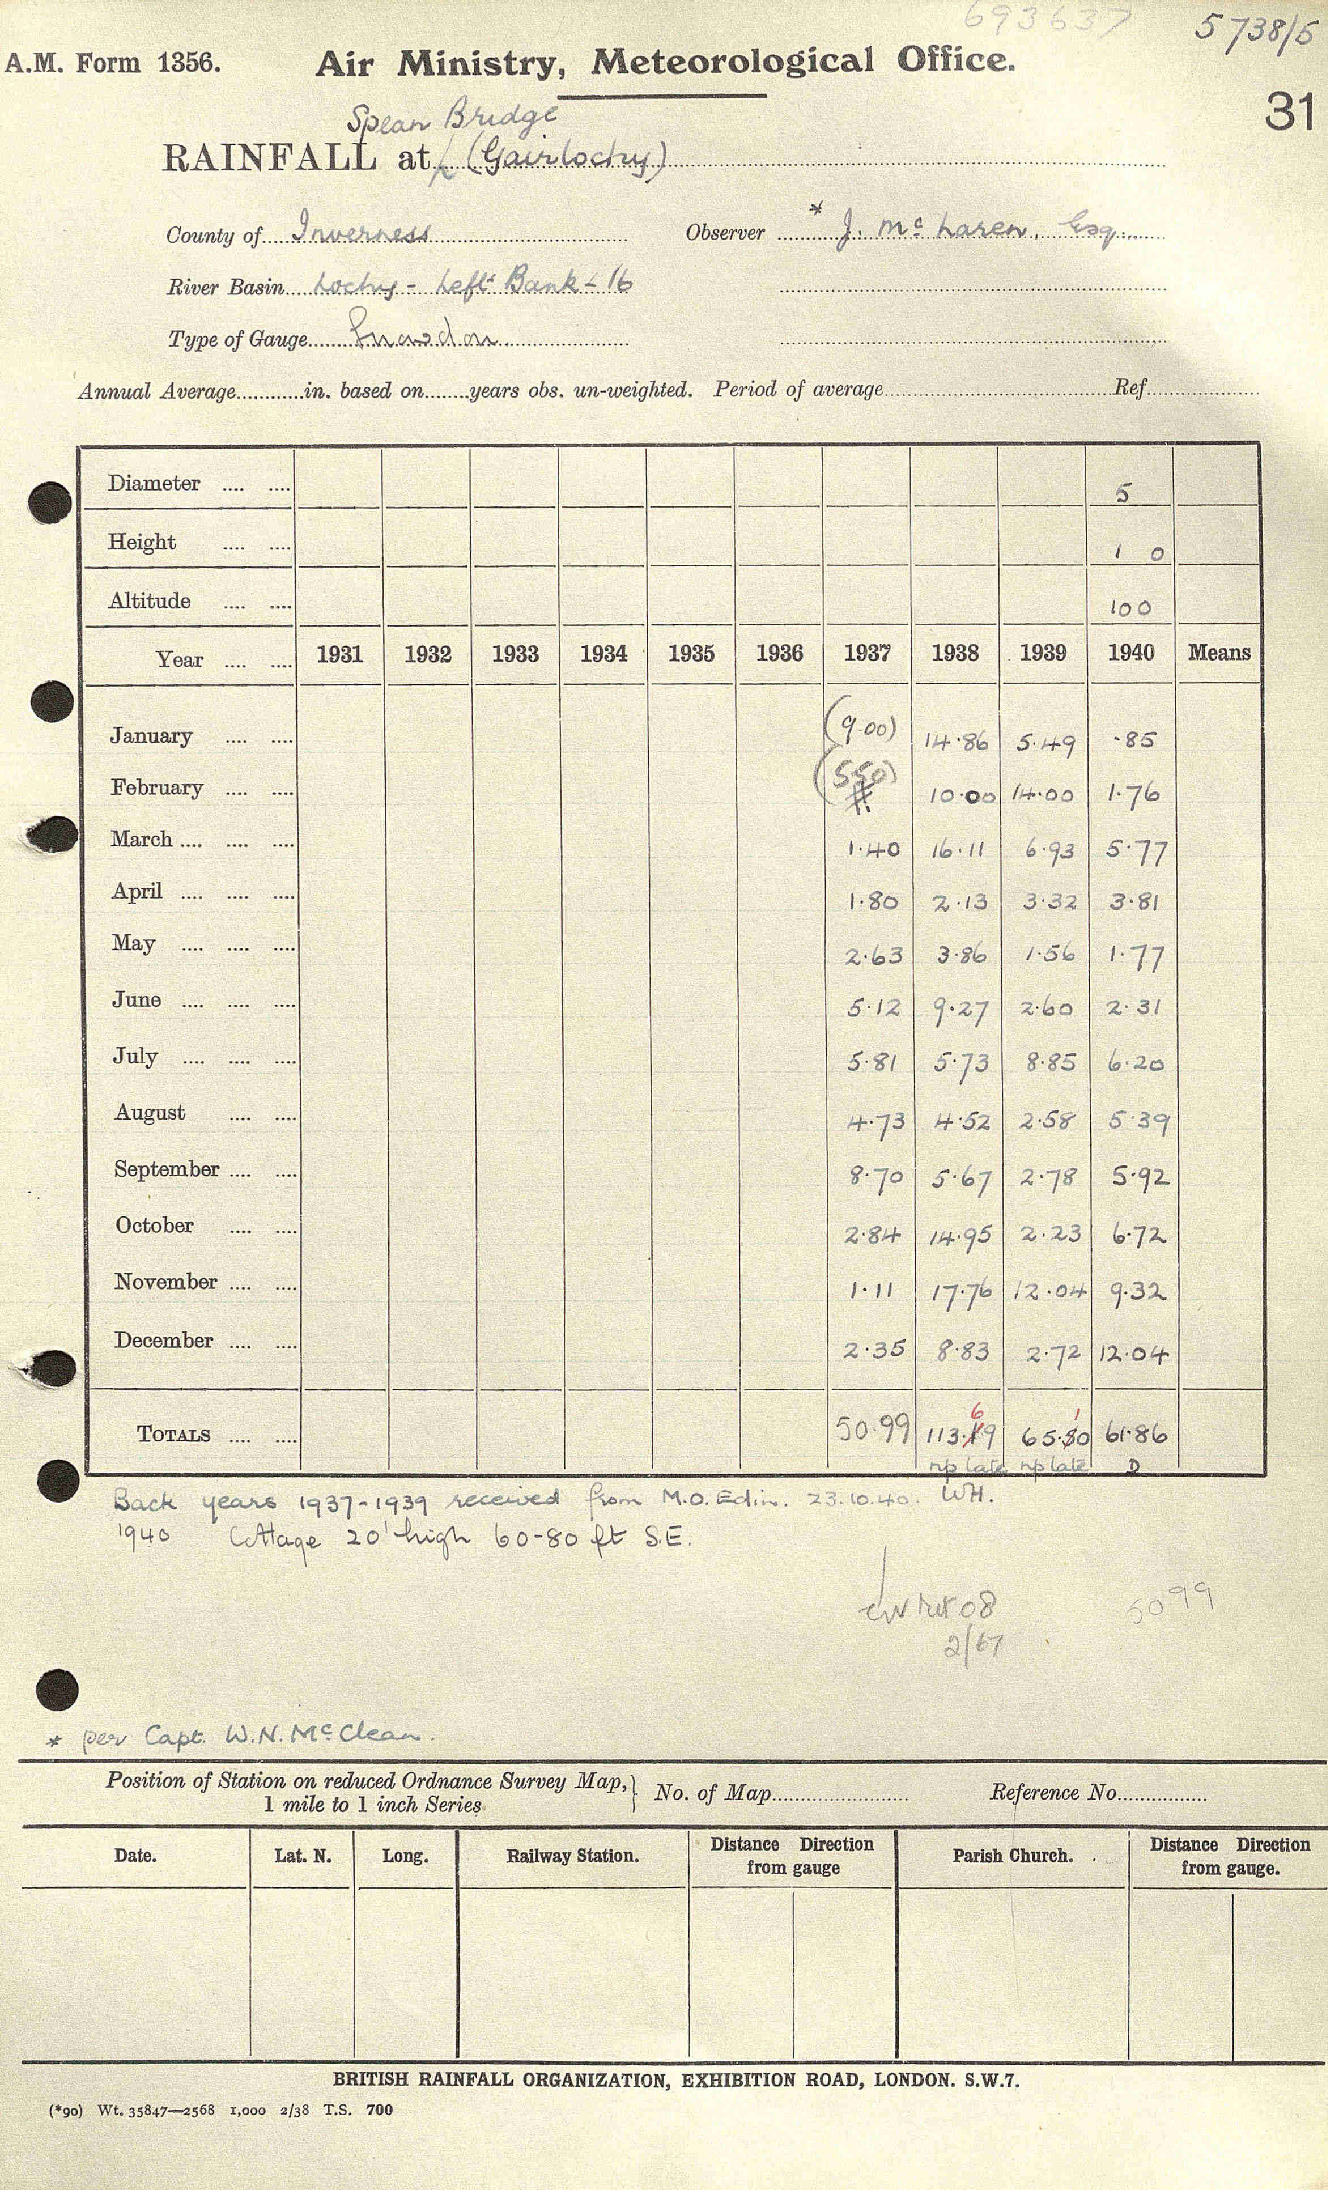 693637
5738/5
A.M. Form 1356.
Air Ministry, Meteorological Office.
31
Spean Bridge
RAINFALL at (Gairlochy)
County of Inverness
Observer * J. McLaren, Esq.
River Basin Lochy - Left Bank - 16
Type of Gauge Snowdon
Annual Average............in. based on........years obs. un-weighted. Period of average Ref.
Diameter .... .... 5
Height .... .... 1 0
Altitude .... .... 100
Year .... .... 1931 1932 1933 1934 1935 1936 1937 1938 1939 1940 Means
January .... .... (9.00) 14.86 5.49 .85
February .... .... (5.50) 10.00 14.00 1.76
March .... .... .... 1.40 16.11 6.93 5.77
April .... .... .... 1.80 2.13 3.32 3.81
May .... .... .... 2.63 3.86 1.56 1.77
June .... .... .... 5.12 9.27 2.60 2.31
July .... .... .... 5.81 5.73 8.85 6.20
August .... .... 4.73 4.52 2.58 5.39
September .... .... 8.70 5.67 2.78 5.92
October .... .... 2.84 14.95 2.23 6.72
November .... .... 1.11 17.76 12.04 9.32
December .... .... 2.35 8.83 2.72 12.04
6 1
TOTALS .... .... 50.99 113.19 65.80 61.86
np late np late D
Back years 1937-1939 received from M.O. Edin. 23.10.40. WH.
1940 Cottage 20' high 60-80 ft S.E.
08
5099
2/67
* per Capt. W.N. McClean.
Position of Station on reduced Ordnance Survey Map,
1 mile to 1 inch Series
No. of Map
Reference No.
Date. Lat. N. Long. Railway Station. Distance Direction from gauge Parish Church. Distance Direction from gauge.
BRITISH RAINFALL ORGANIZATION, EXHIBITION ROAD, LONDON. S.W.7.
(*90) Wt. 35847—2568 1,000 2/38 T.S. 700